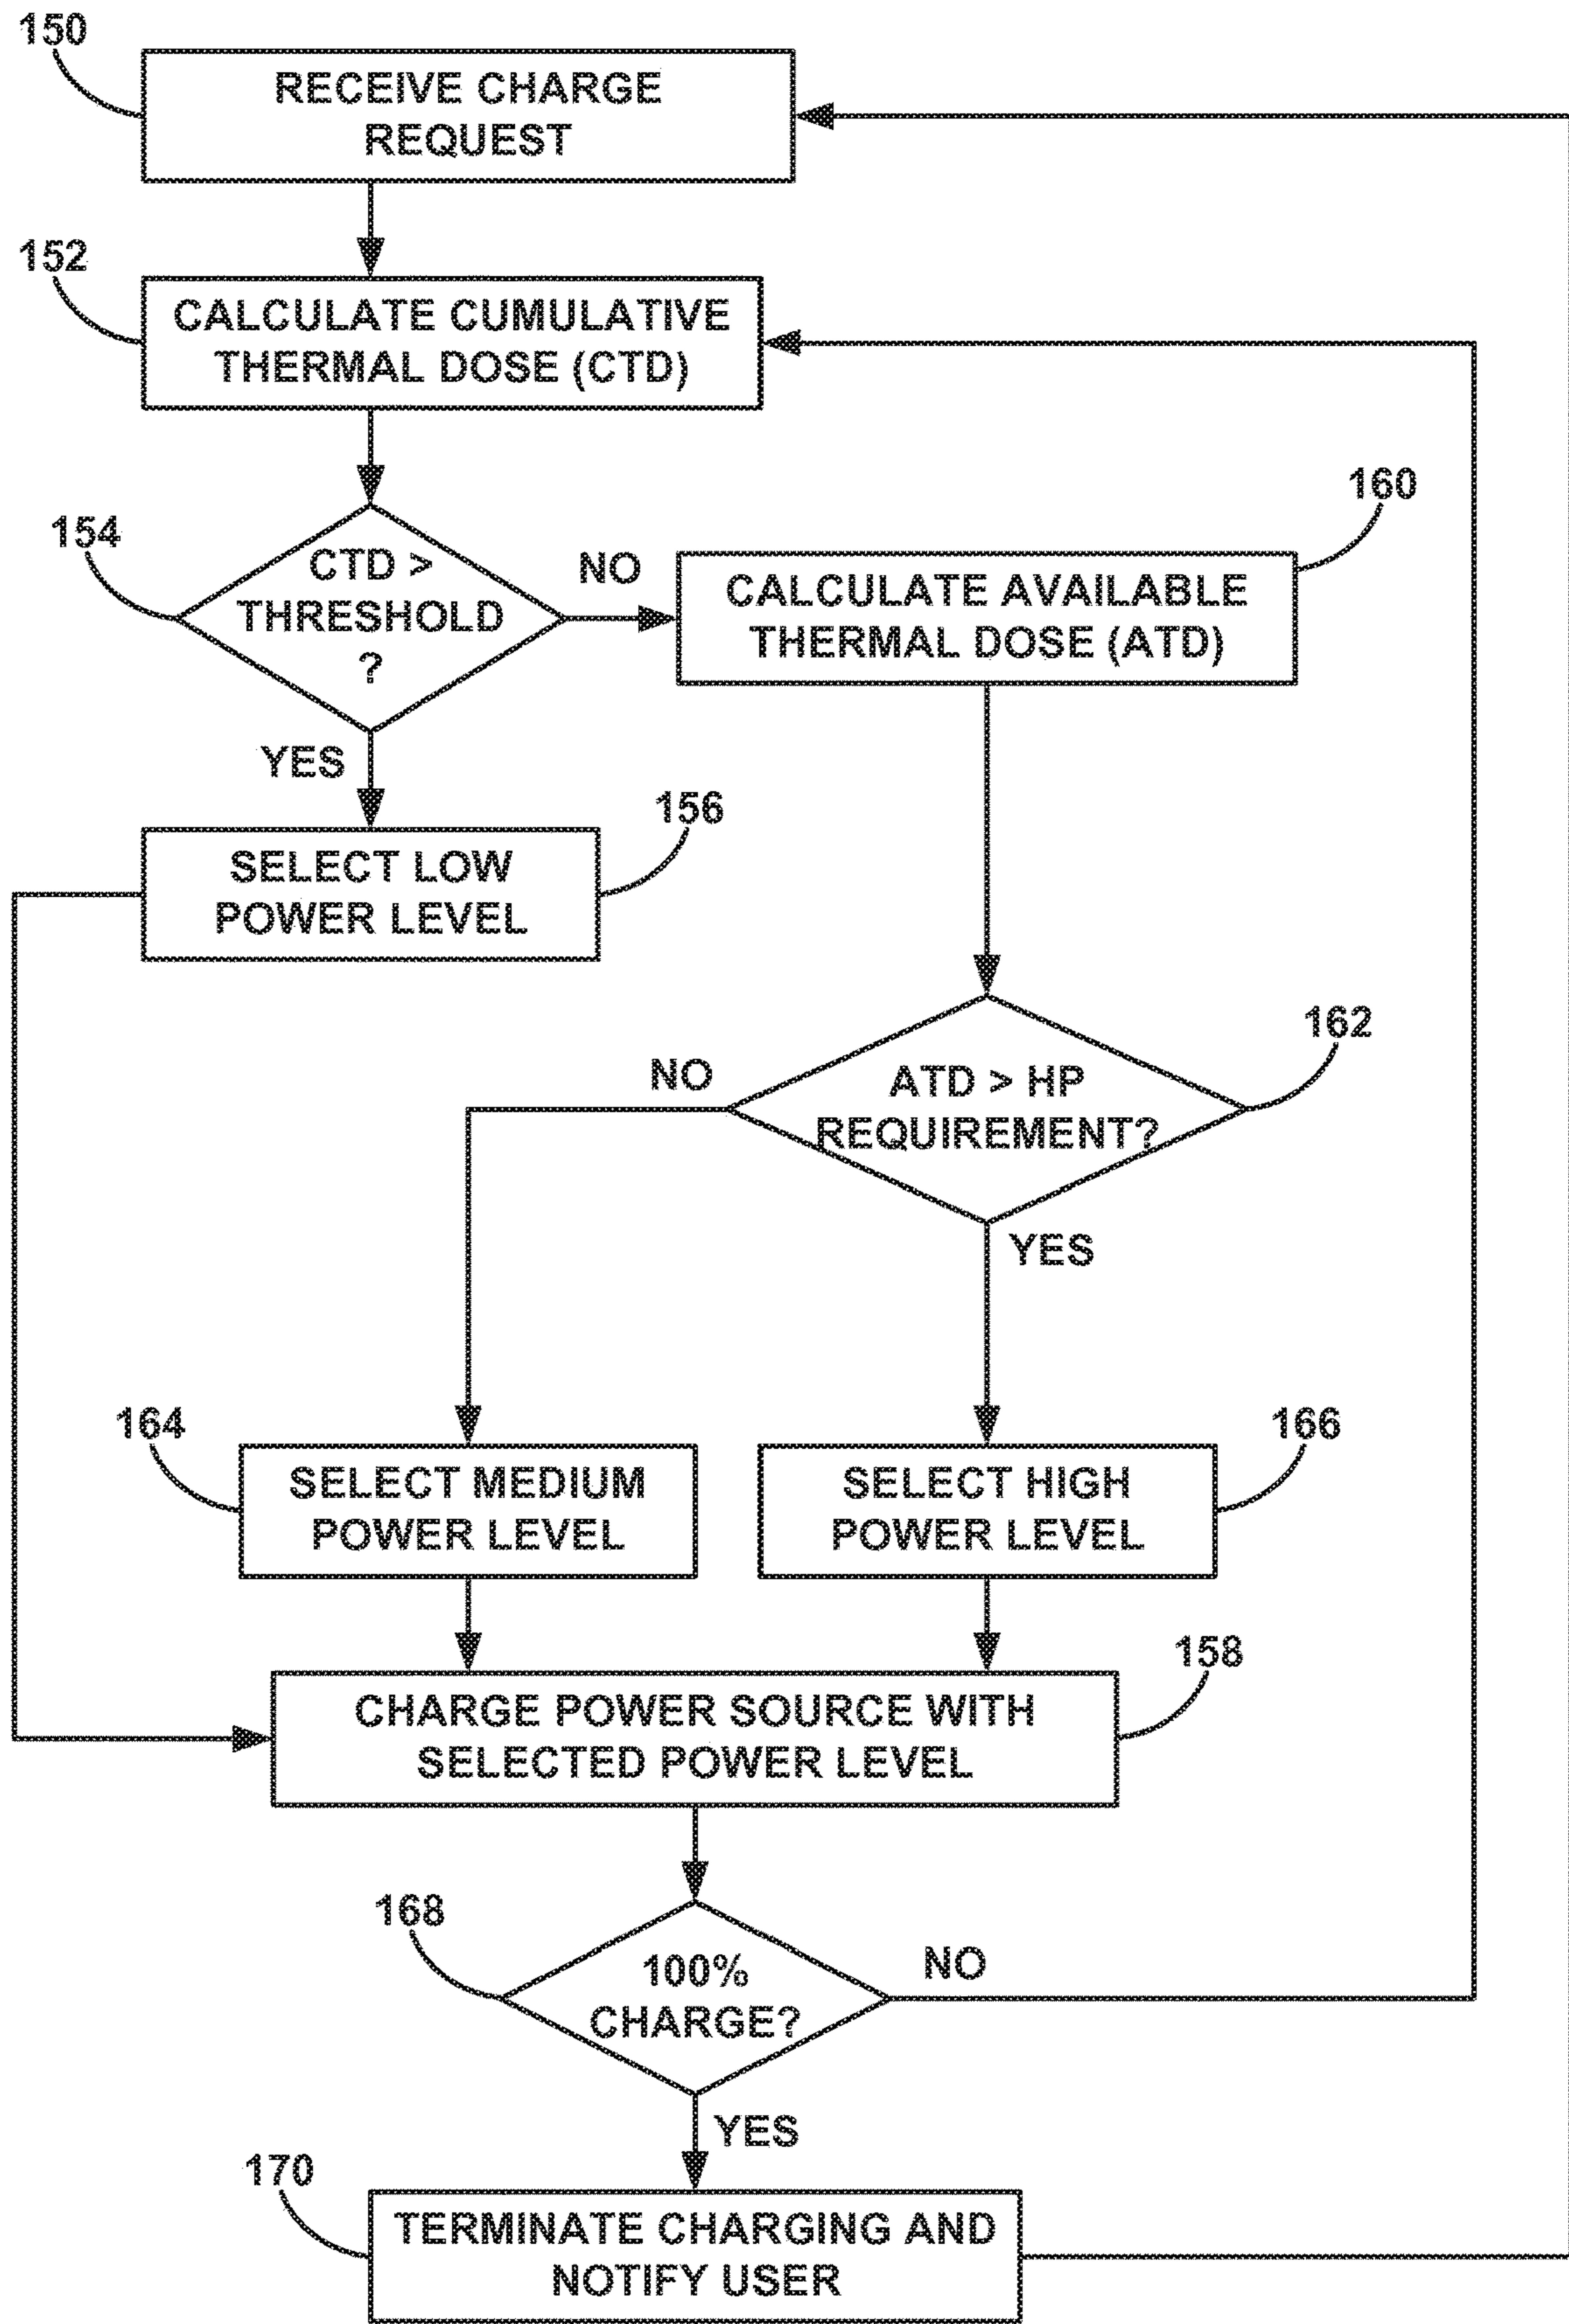 150
RECEIVE CHARGE
REQUEST
152
CALCULATE CUMULATIVE
THERMAL DOSE (CTD)
154
CTD >
THRESHOLD
?
NO
160
CALCULATE AVAILABLE
THERMAL DOSE (ATD)
YES
156
SELECT LOW
POWER LEVEL
162
ATD > HP
REQUIREMENT?
NO
YES
164
SELECT MEDIUM
POWER LEVEL
166
SELECT HIGH
POWER LEVEL
158
CHARGE POWER SOURCE WITH
SELECTED POWER LEVEL
168
100%
CHARGE?
NO
YES
170
TERMINATE CHARGING AND
NOTIFY USER